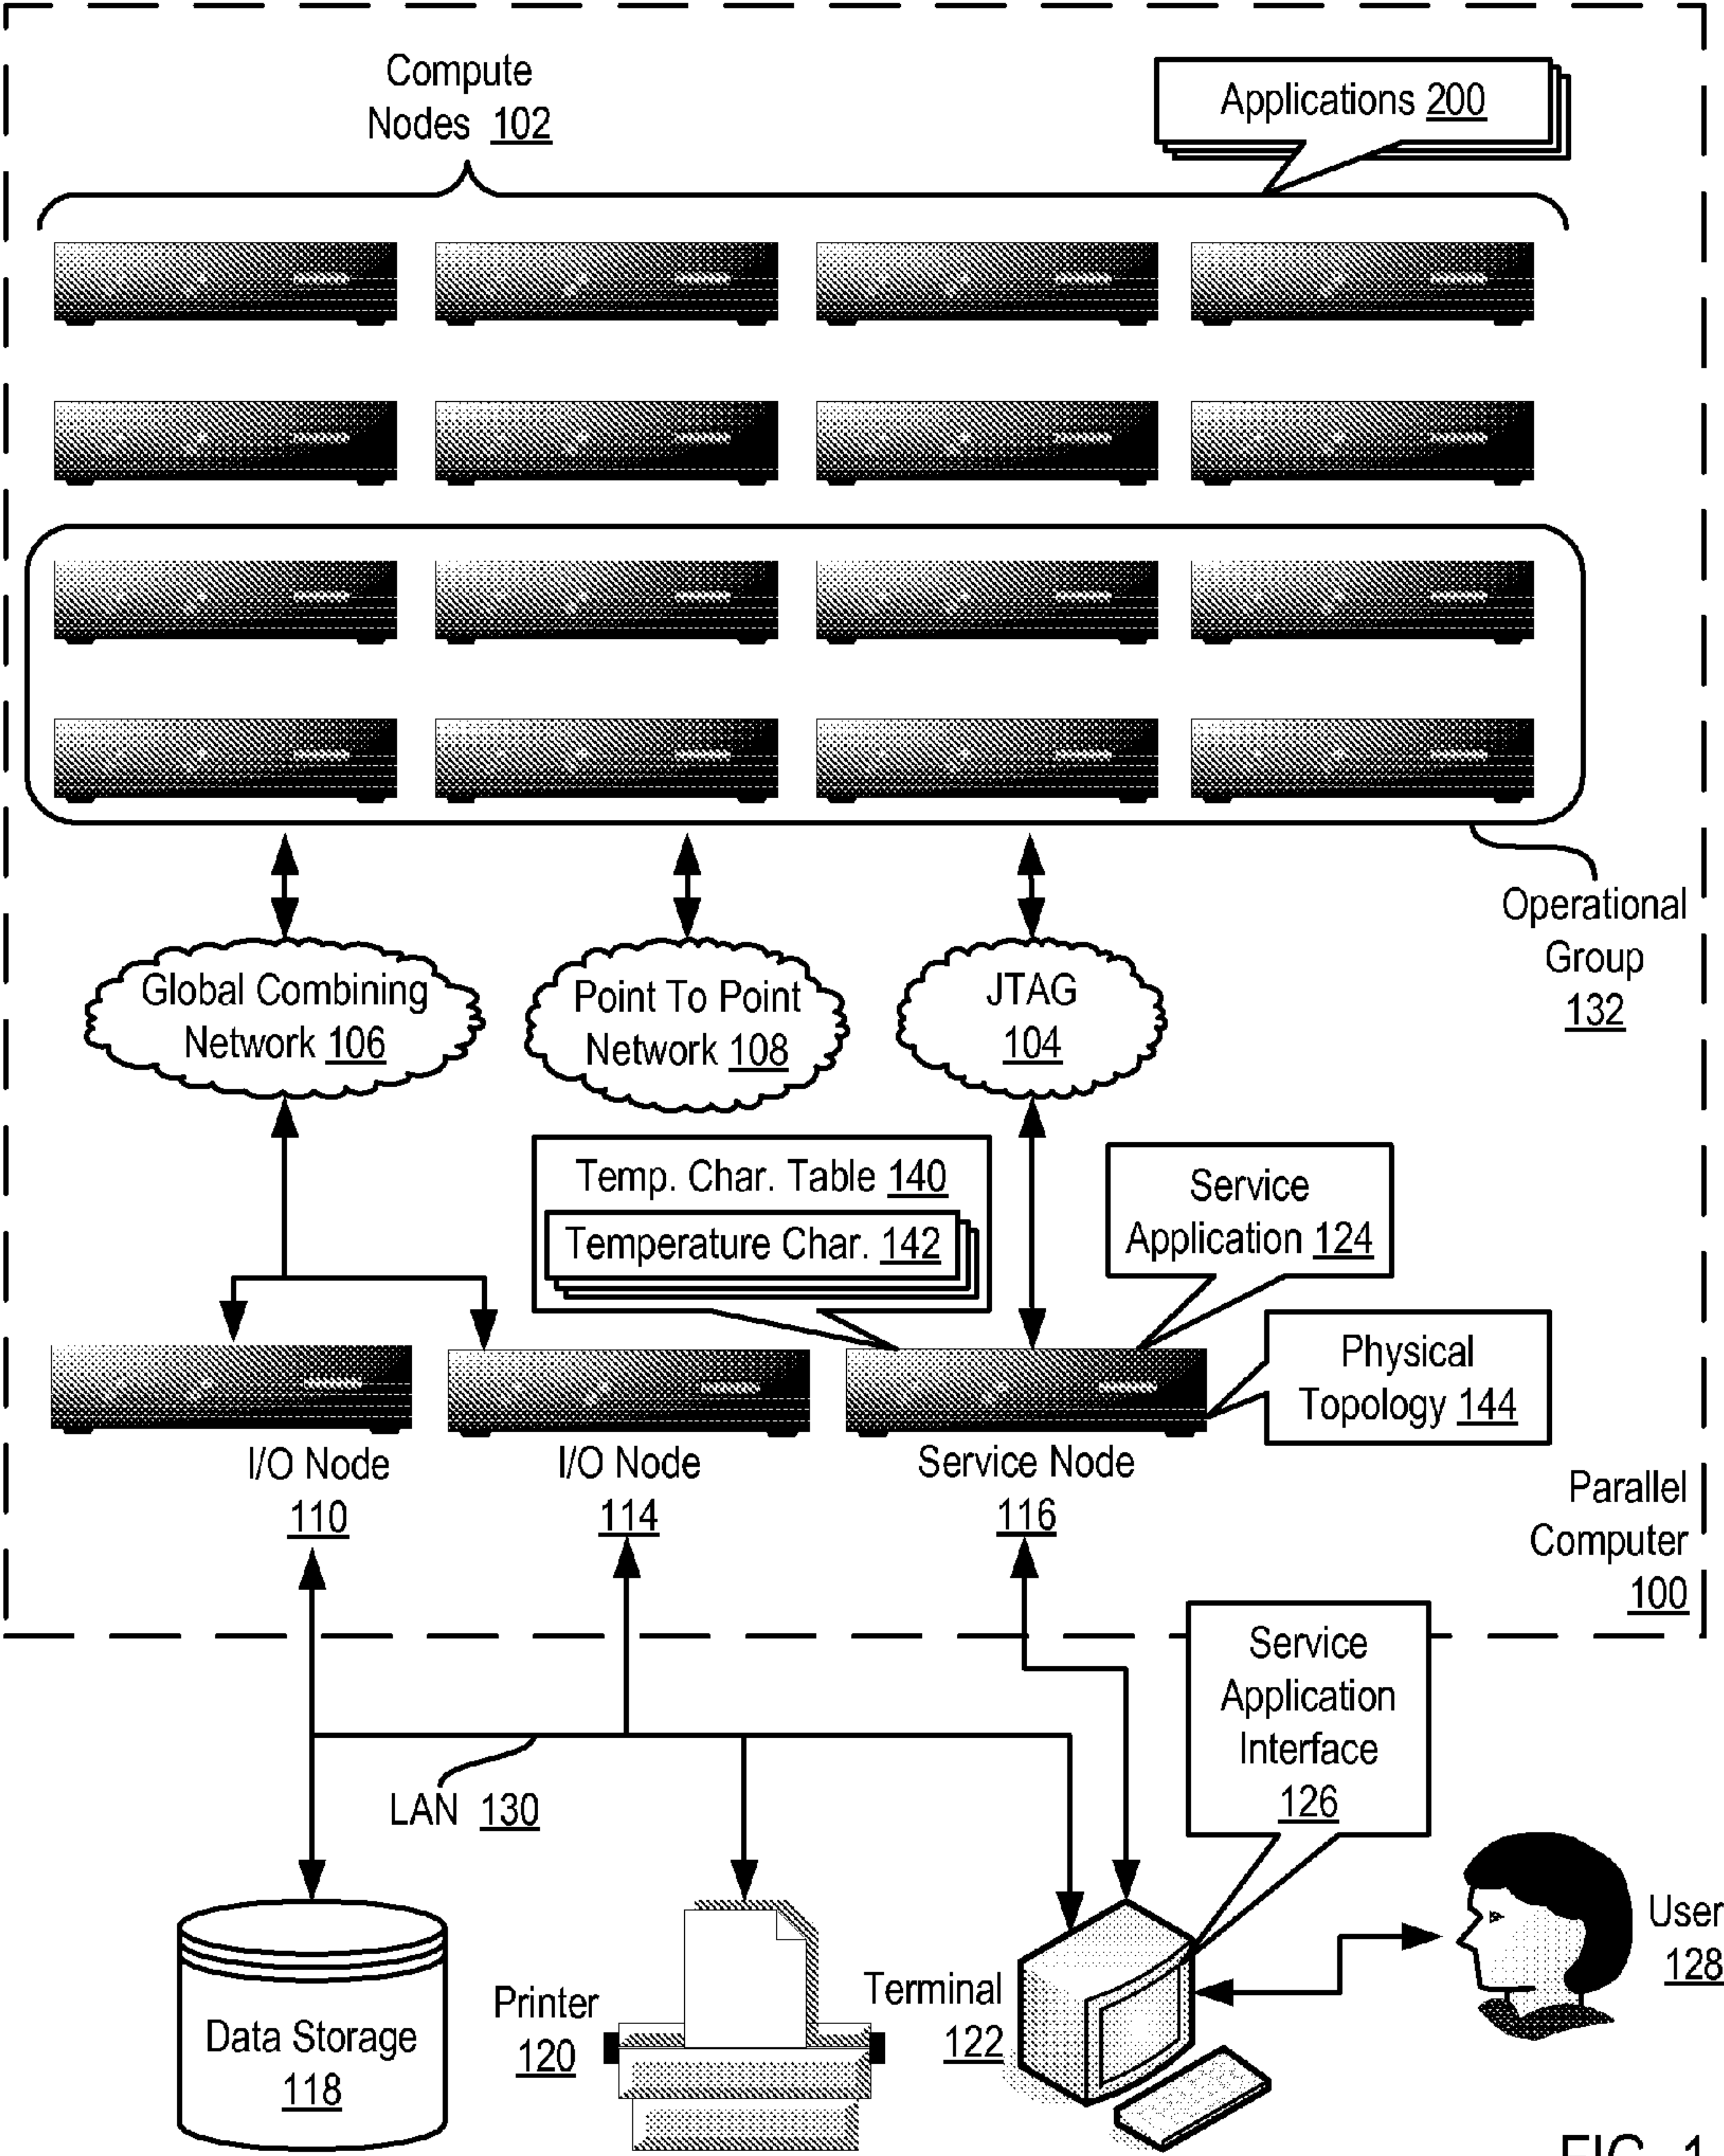 Compute
Nodes 102
Applications 200
Operational
Group
132
Global Combining
Network 106
Point To Point
Network 108
JTAG
104
Temp. Char. Table 140
Temperature Char. 142
Service
Application 124
Physical
Topology 144
I/O Node
110
I/O Node
114
Service Node
116
Parallel
Computer
100
Service
Application
Interface
126
LAN 130
Data Storage
118
Printer
120
Terminal
122
User
128
FIG. 1